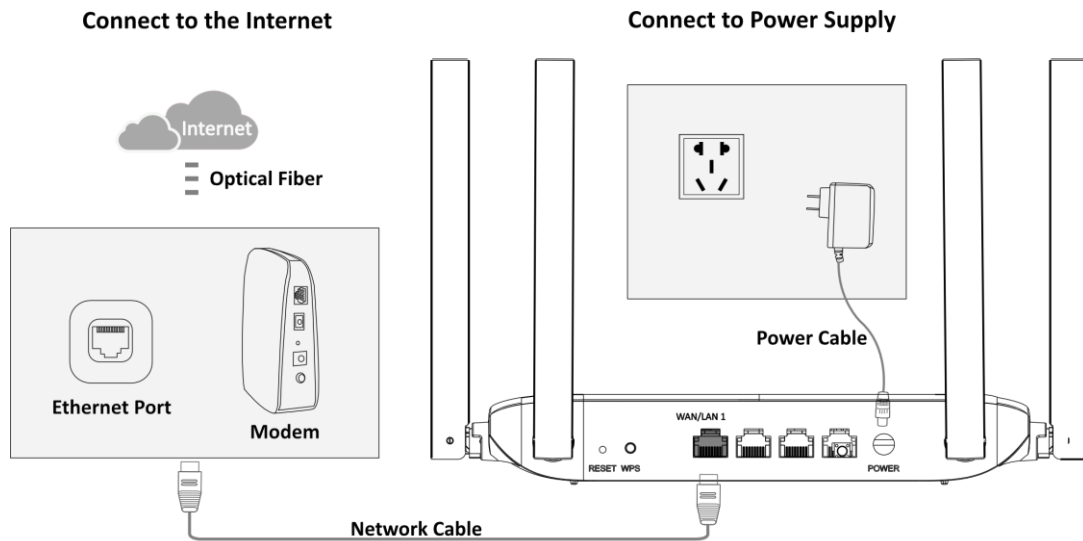 Connect to the Internet
Connect to Power Supply
Internet
Optical Fiber
Power Cable
Ethernet Port
Modem
WAN/LAN 1
RESET WPS
POWER
Network Cable